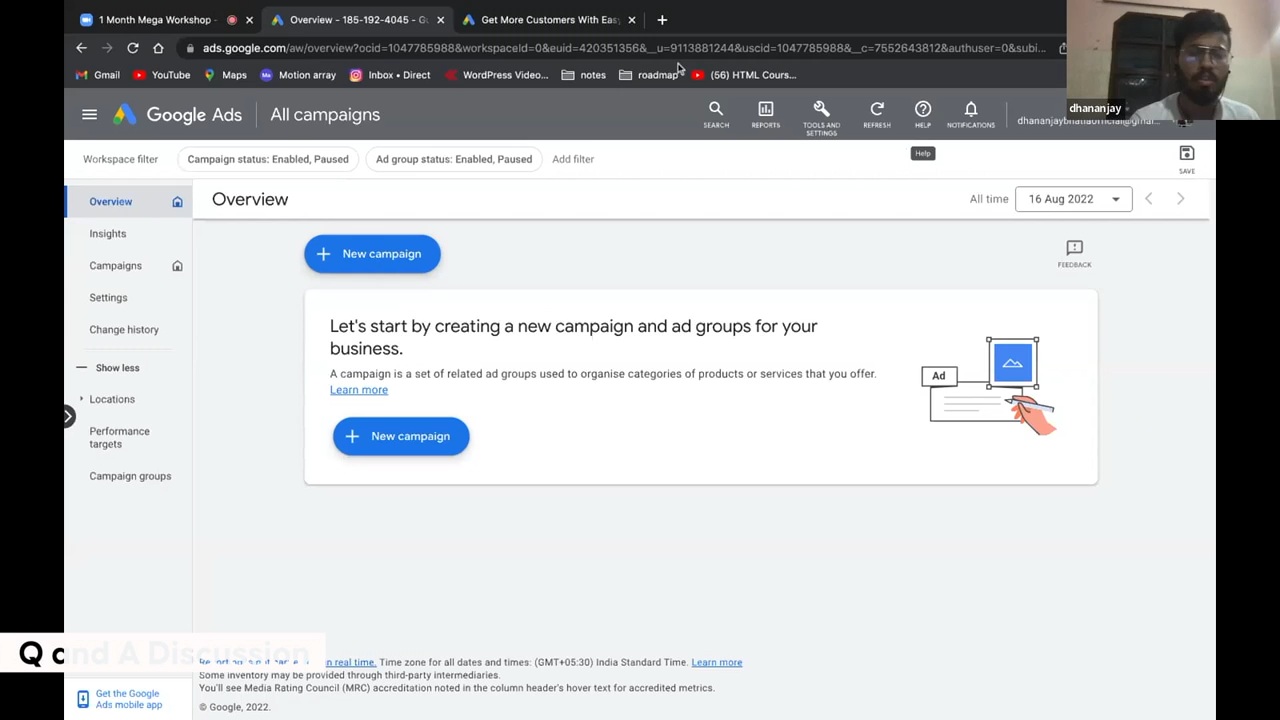 1 Month Mega Workshop -
Overview - 185-192-4045 - G
Get More Customers With Eas
ads.google.com/aw/overview?ocid=1047785988&workspaceId=0&euid=420351356&__u=9113881244&uscid=1047785988&__c=7552643812&authuser=0&subi...
Gmail
YouTube
Maps
Motion array
Inbox • Direct
WordPress Video...
notes
roadmap
(56) HTML Cours...
dhananjay
Google Ads
All campaigns
SEARCH
REPORTS
TOOLS AND
SETTINGS
REFRESH
HELP
NOTIFICATIONS
Workspace filter
Campaign status: Enabled, Paused
Ad group status: Enabled, Paused
Add filter
Help
SAVE
Overview
Insights
Campaigns
Settings
Change history
Show less
Locations
Performance
targets
Campaign groups
Overview
All time
16 Aug 2022
New campaign
FEEDBACK
Let's start by creating a new campaign and ad groups for your
business.
A campaign is a set of related ad groups used to organise categories of products or services that you offer.
Learn more
Ad
New campaign
Q and A Discussion
real time. Time zone for all dates and times: (GMT+05:30) India Standard Time. Learn more
Some inventory may be provided through third-party intermediaries.
You'll see Media Rating Council (MRC) accreditation noted in the column header's hover text for accredited metrics.
© Google, 2022.
Get the Google
Ads mobile app